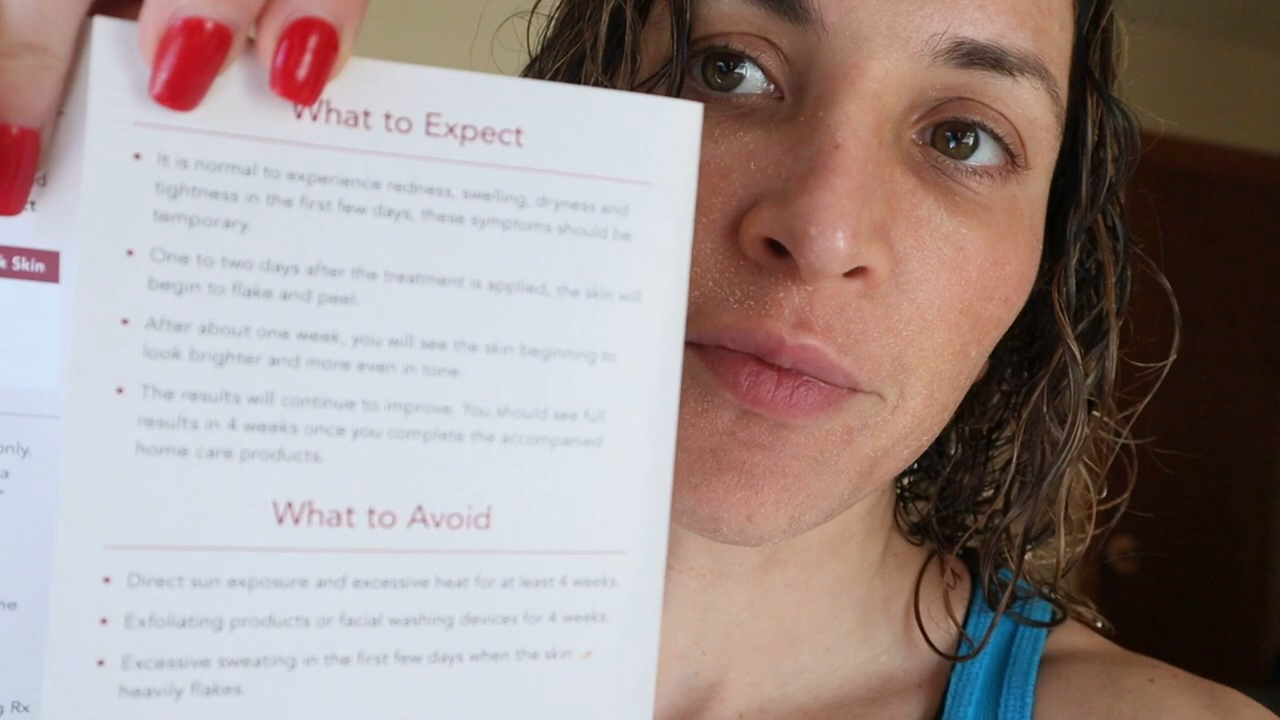 What to Expect
• It is normal to experience redness, swelling, dryness and
tightness in the first few days, these symptoms should be
temporary.
• One to two days after the treatment is applied, the skin will
begin to flake and peel.
• After about one week, you will see the skin beginning to
look brighter and more even in tone.
• The results will continue to improve. You should see full
results in 4 weeks once you complete the accompanied
home care products.
What to Avoid
• Direct sun exposure and excessive heat for at least 4 weeks.
• Exfoliating products or facial washing devices for 4 weeks.
• Excessive sweating in the first few days when the skin
heavily flakes.
Skin
only.
a
Rx